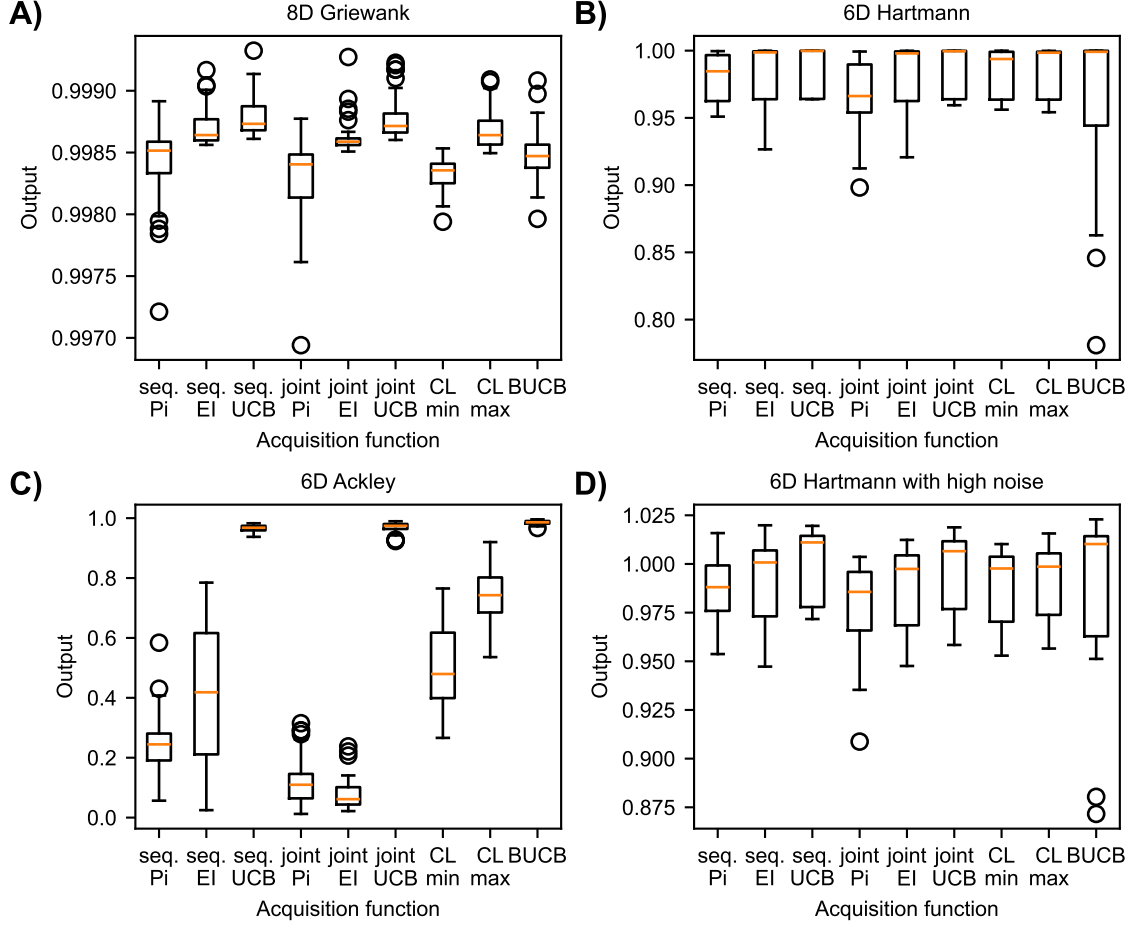 A)
8D Griewank
Output
0.9990
0.9985
0.9980
0.9975
0.9970
seq. seq. seq. joint joint joint CL CL BUCB
Pi EI UCB Pi EI UCB min max
Acquisition function
B)
6D Hartmann
Output
1.00
0.95
0.90
0.85
0.80
seq. seq. seq. joint joint joint CL CL BUCB
Pi EI UCB Pi EI UCB min max
Acquisition function
C)
6D Ackley
Output
1.0
0.8
0.6
0.4
0.2
0.0
seq. seq. seq. joint joint joint CL CL BUCB
Pi EI UCB Pi EI UCB min max
Acquisition function
D)
6D Hartmann with high noise
Output
1.025
1.000
0.975
0.950
0.925
0.900
0.875
seq. seq. seq. joint joint joint CL CL BUCB
Pi EI UCB Pi EI UCB min max
Acquisition function